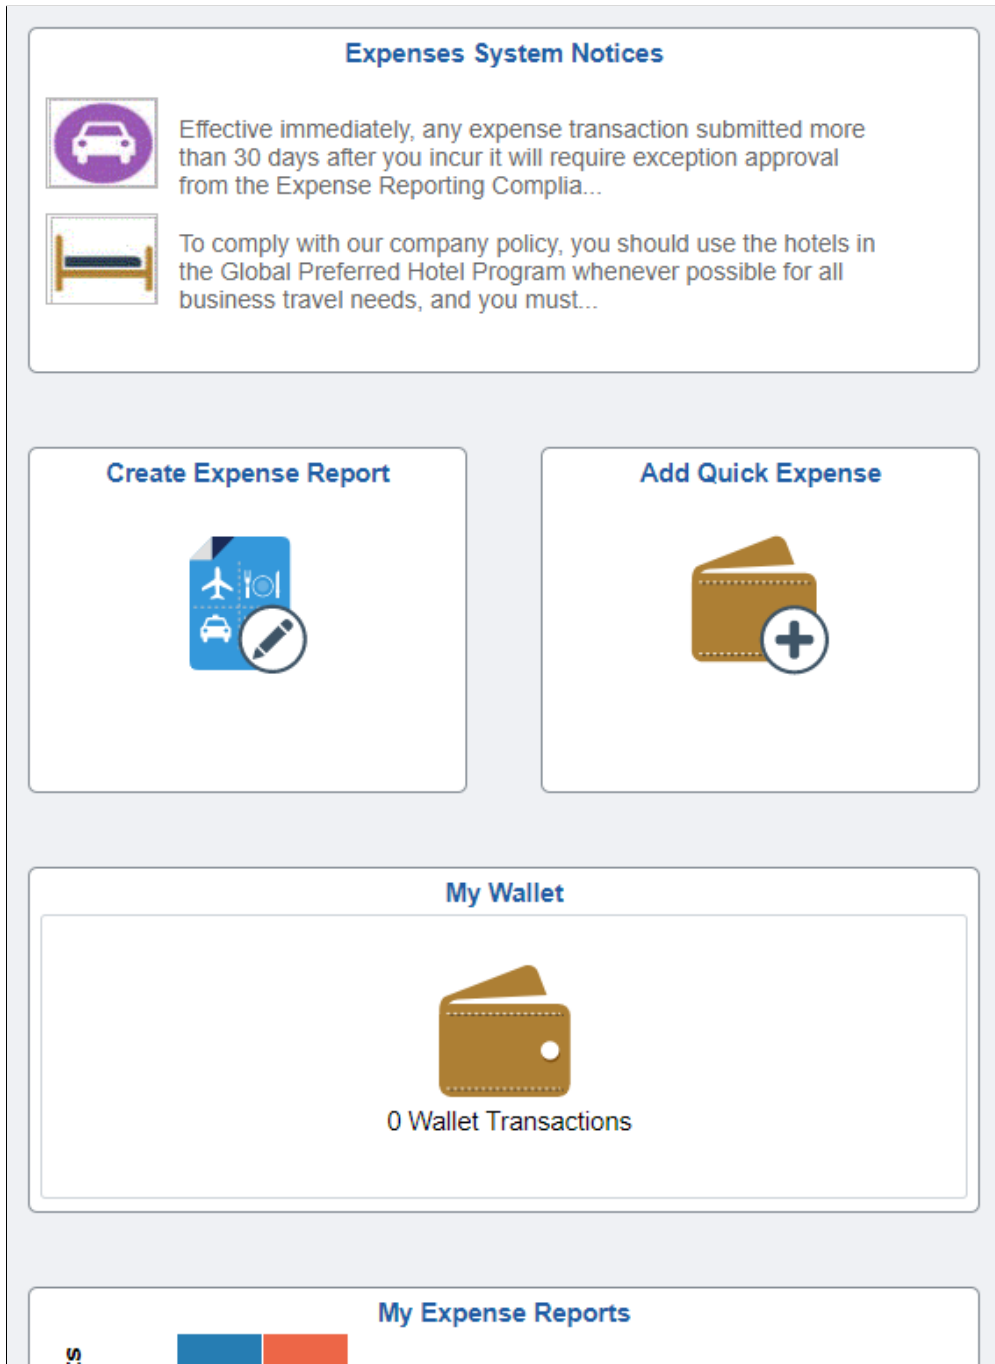 Expenses System Notices
Effective immediately, any expense transaction submitted more
than 30 days after you incur it will require exception approval
from the Expense Reporting Complia...
To comply with our company policy, you should use the hotels in
the Global Preferred Hotel Program whenever possible for all
business travel needs, and you must...
Create Expense Report
Add Quick Expense
My Wallet
0 Wallet Transactions
My Expense Reports